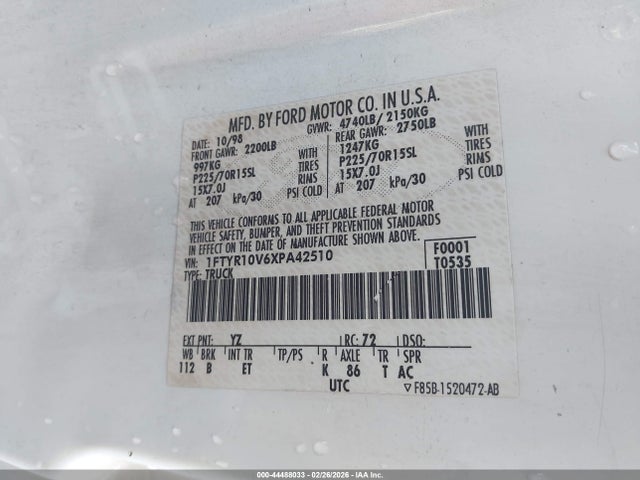 MFD. BY FORD MOTOR CO. IN U.S.A.
DATE: 10/98 GVWR: 4740LB/ 2150KG
FRONT GAWR: 2200LB REAR GAWR: 2750LB
997KG WITH 1247KG WITH
P225/70R15SL TIRES P225/70R15SL TIRES
15X7.0J RIMS 15X7.0J RIMS
AT 207 kPa/30 PSI COLD AT 207 kPa/30 PSI COLD
THIS VEHICLE CONFORMS TO ALL APPLICABLE FEDERAL MOTOR
VEHICLE SAFETY, BUMPER, AND THEFT PREVENTION STANDARDS
IN EFFECT ON THE DATE OF MANUFACTURE SHOWN ABOVE.
VIN: 1FTYR10V6XPA42510 F0001
TYPE: TRUCK T0535
EXT PNT: YZ RC: 72 DSO:
WB BRK INT TR TP/PS R AXLE TR SPR
112 B ET K 86 T AC
UTC ▽ F85B-1520472-AB
000-44488033 - 02/26/2026 - IAA Inc.